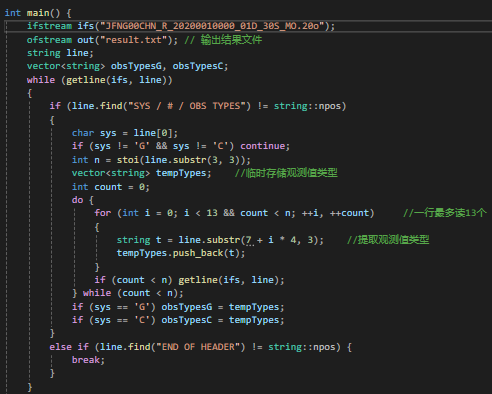 int main() {
    ifstream ifs("JFNG00CHN_R_20200010000_01D_30S_MO.20o");
    ofstream out("result.txt"); // 输出结果文件
    string line;
    vector<string> obsTypesG, obsTypesC;
    while (getline(ifs, line))
    {
        if (line.find("SYS / # / OBS TYPES") != string::npos)
        {
            char sys = line[0];
            if (sys != 'G' && sys != 'C') continue;
            int n = stoi(line.substr(3, 3));
            vector<string> tempTypes;    //临时存储观测值类型
            int count = 0;
            do {
                for (int i = 0; i < 13 && count < n; ++i, ++count)    //一行最多读13个
                {
                    string t = line.substr(7 + i * 4, 3);    //提取观测值类型
                    tempTypes.push_back(t);
                }
                if (count < n) getline(ifs, line);
            } while (count < n);
            if (sys == 'G') obsTypesG = tempTypes;
            if (sys == 'C') obsTypesC = tempTypes;
        }
        else if (line.find("END OF HEADER") != string::npos) {
            break;
        }
    }